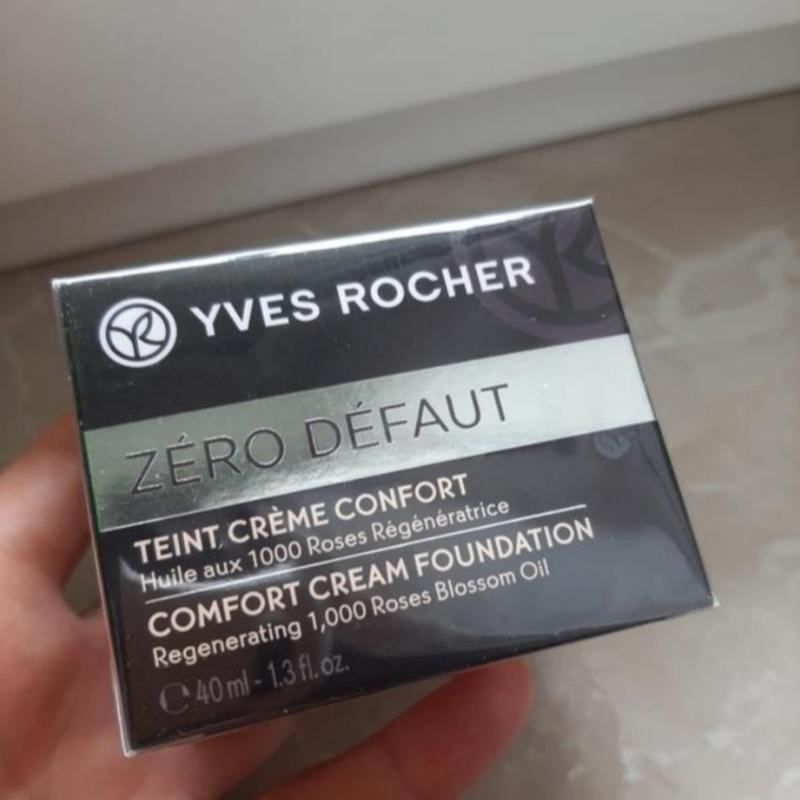 YVES ROCHER
ZÉRO DÉFAUT
TEINT CRÈME CONFORT
Huile aux 1000 Roses Régénératrice
COMFORT CREAM FOUNDATION
Regenerating 1,000 Roses Blossom Oil
℮ 40 ml - 1.3 fl. oz.